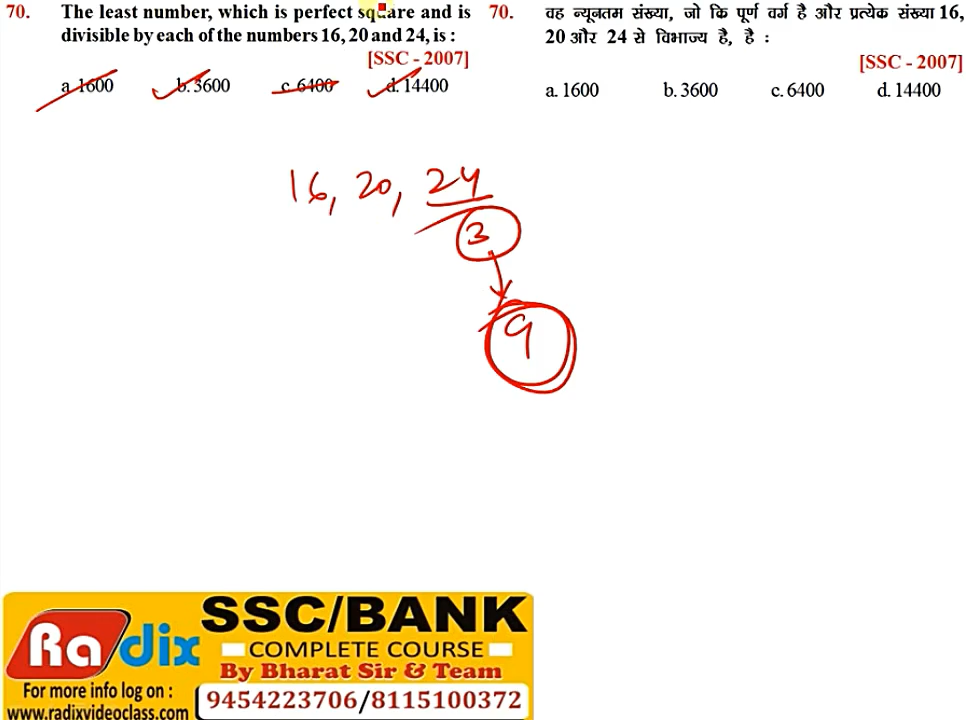 70. The least number, which is perfect square and is
divisible by each of the numbers 16, 20 and 24, is :
[SSC - 2007]
a. 1600 b. 3600 c. 6400 d. 14400
70. वह न्यूनतम संख्या, जो कि पूर्ण वर्ग है और प्रत्येक संख्या 16,
20 और 24 से विभाज्य है, है :
[SSC - 2007]
a. 1600 b. 3600 c. 6400 d. 14400
16, 20, 24
3
9
Radix
For more info log on :
www.radixvideoclass.com
SSC/BANK
COMPLETE COURSE
By Bharat Sir & Team
9454223706/8115100372